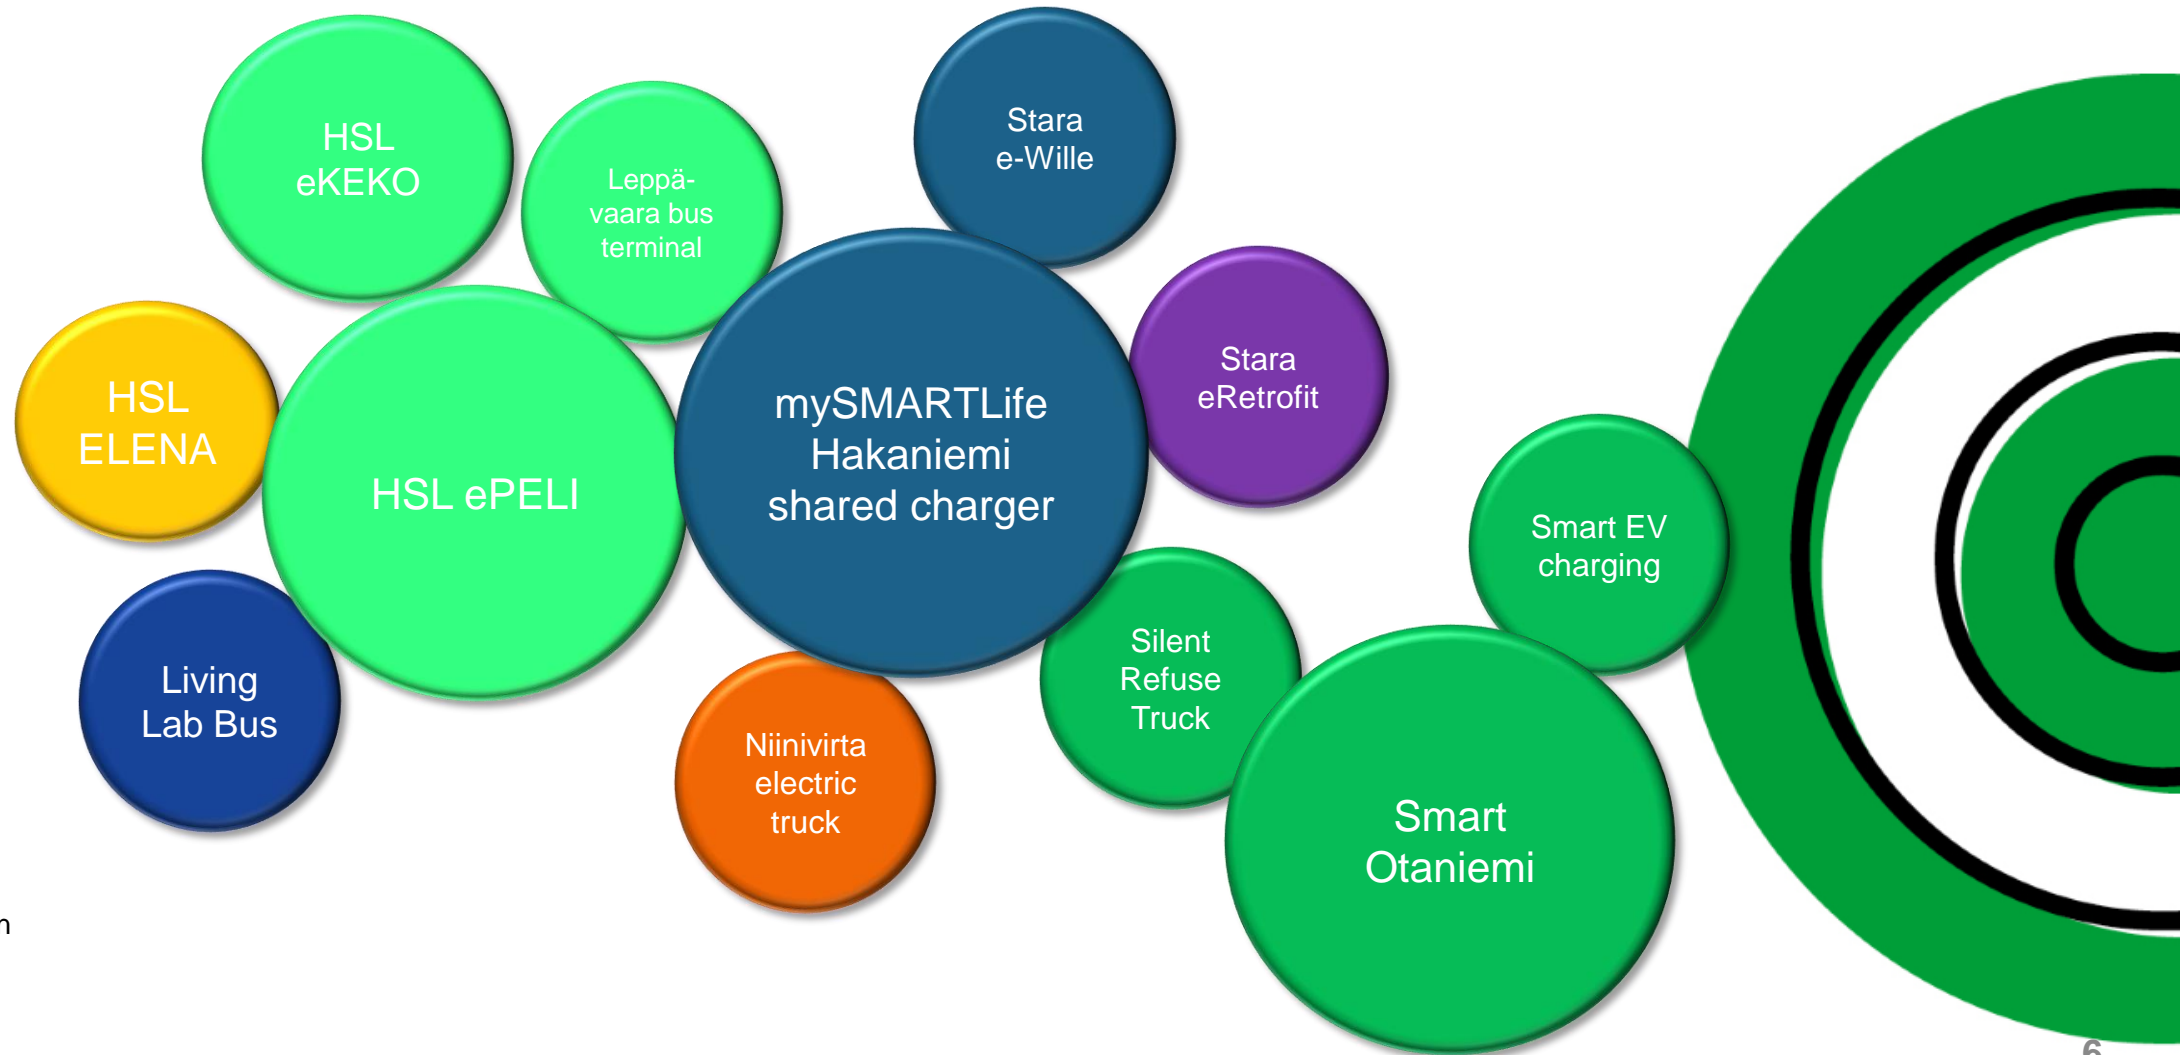 HSL
eKEKO
Leppä-
vaara bus
terminal
Stara
e-Wille
HSL
ELENA
HSL ePELI
mySMARTLife
Hakaniemi
shared charger
Stara
eRetrofit
Smart EV
charging
Living
Lab Bus
Niinivirta
electric
truck
Silent
Refuse
Truck
Smart
Otaniemi
6